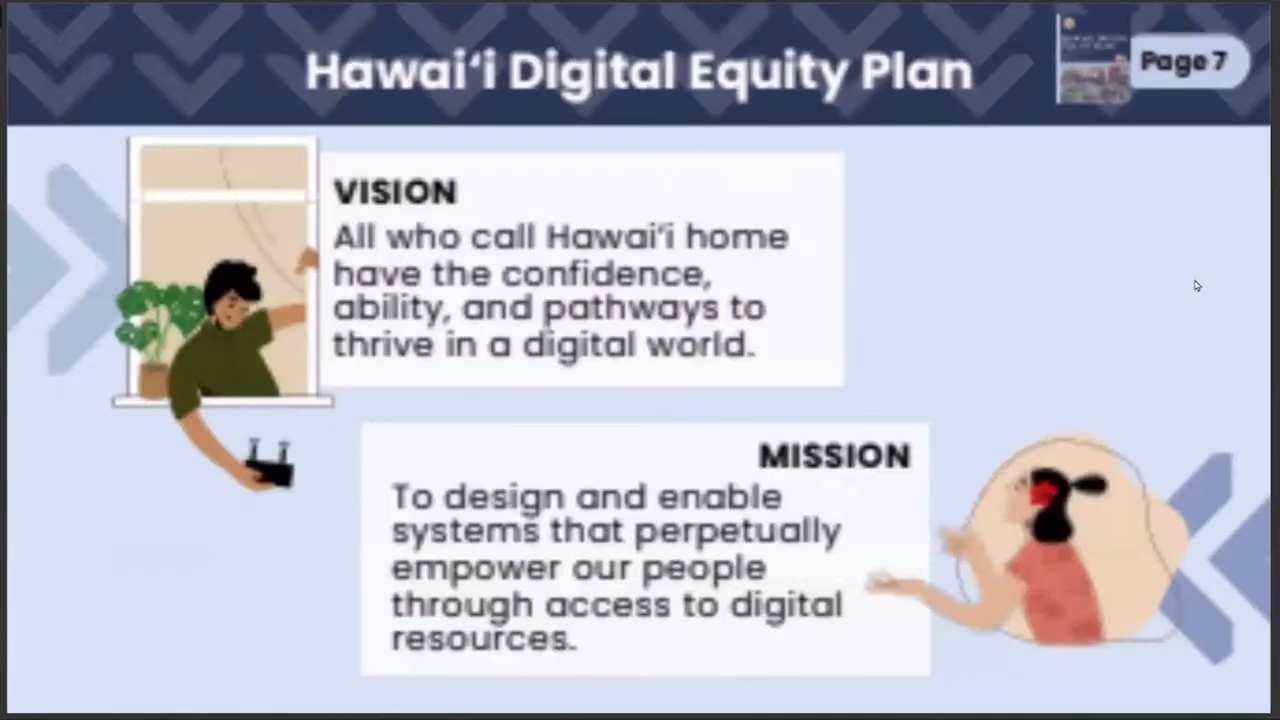 Hawai‘i Digital Equity Plan
Page 7
VISION
All who call Hawai‘i home
have the confidence,
ability, and pathways to
thrive in a digital world.
MISSION
To design and enable
systems that perpetually
empower our people
through access to digital
resources.